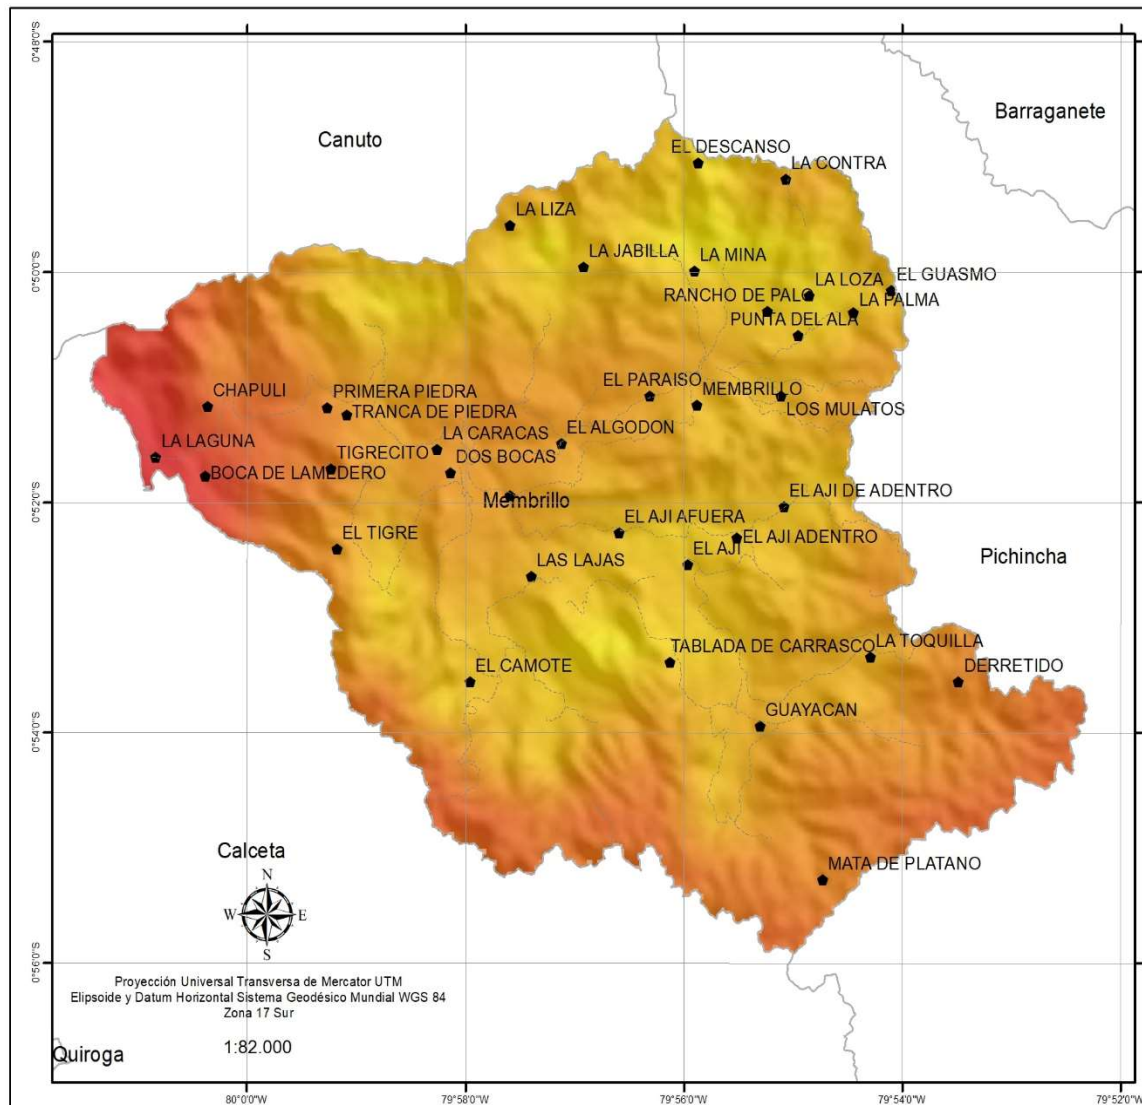 0°48'0"S
Barraganete
Canuto
EL DESCANSO
LA CONTRA
LA LIZA
LA JABILLA
LA MINA
0°50'0"S
LA LOZA
EL GUASMO
RANCHO DE PALO
LA PALMA
PUNTA DEL ALA
EL PARAISO
CHAPULI
PRIMERA PIEDRA
MEMBRILLO
TRANCA DE PIEDRA
LOS MULATOS
EL ALGODON
LA CARACAS
LA LAGUNA
TIGRECITO
DOS BOCAS
BOCA DE LAMEDERO
EL AJI DE ADENTRO
Membrillo
0°52'0"S
EL AJI AFUERA
EL TIGRE
EL AJI ADENTRO
EL AJI
LAS LAJAS
Pichincha
TABLADA DE CARRASCO
LA TOQUILLA
EL CAMOTE
DERRETIDO
GUAYACAN
0°54'0"S
Calceta
MATA DE PLATANO
N
W
E
S
0°56'0"S
Proyección Universal Transversa de Mercator UTM
Elipsoide y Datum Horizontal Sistema Geodésico Mundial WGS 84
Zona 17 Sur
1:82.000
Quiroga
80°0'0"W
79°58'0"W
79°56'0"W
79°54'0"W
79°52'0"W